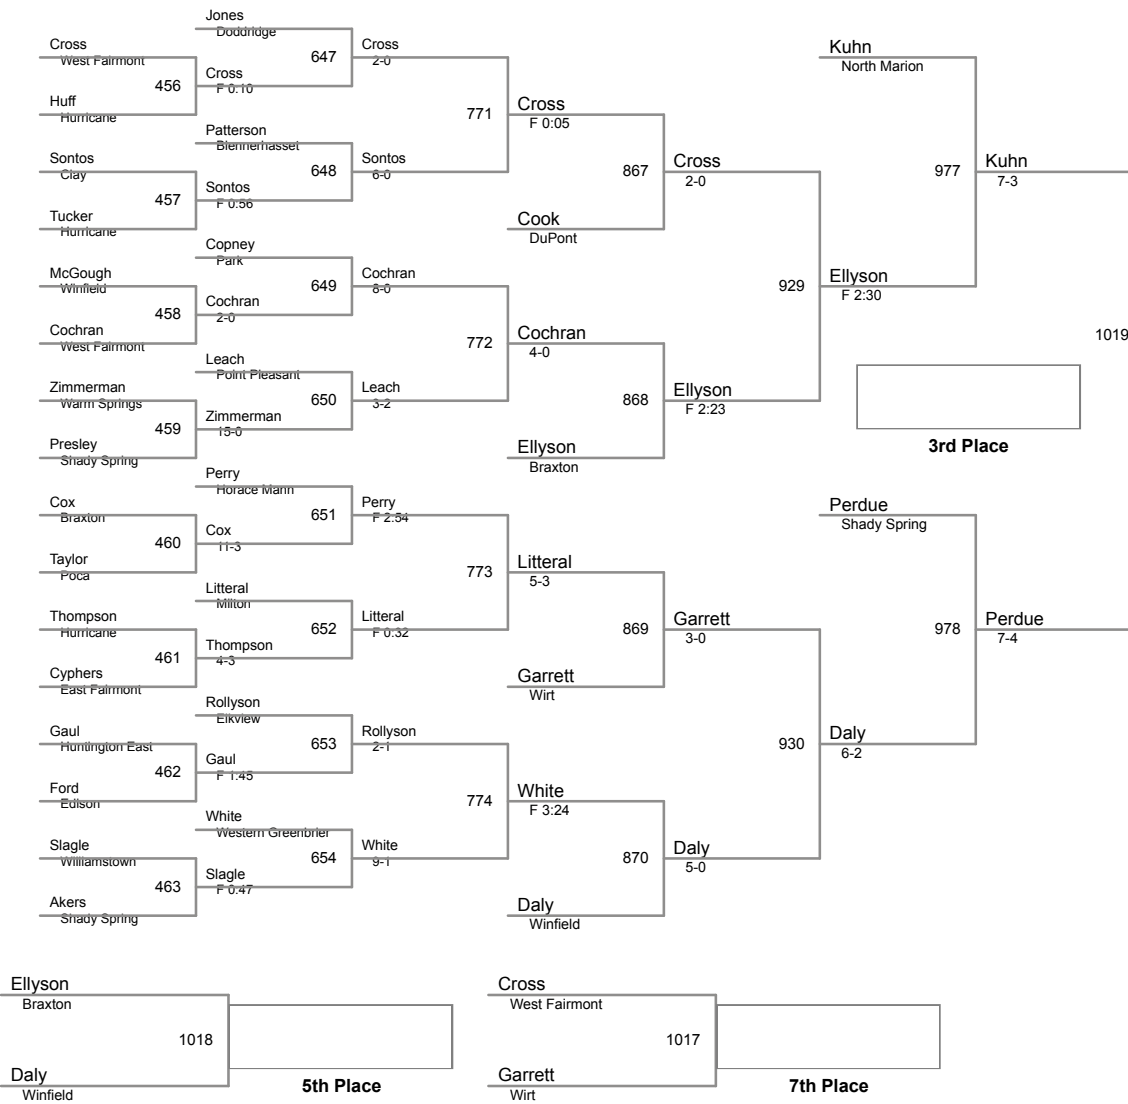 Jones
Doddridge
Cross
West Fairmont
456
Huff
Hurricane
Cross
F 0:10
647
Cross
2-0
Patterson
Blennerhasset
Sontos
Clay
457
Tucker
Hurricane
Sontos
F 0:56
648
Sontos
6-0
771
Cross
F 0:05
Copney
Park
McGough
Winfield
458
Cochran
West Fairmont
Cochran
2-0
649
Cochran
8-0
Leach
Point Pleasant
Zimmerman
Warm Springs
459
Presley
Shady Spring
Zimmerman
15-0
650
Leach
3-2
772
Cochran
4-0
Perry
Horace Mann
Cox
Braxton
460
Taylor
Poca
Cox
11-3
651
Perry
F 2:54
Litteral
Milton
Thompson
Hurricane
461
Cyphers
East Fairmont
Thompson
4-3
652
Litteral
F 0:32
773
Litteral
5-3
Rollyson
Elkview
Gaul
Huntington East
462
Ford
Edison
Gaul
F 1:45
653
Rollyson
2-1
White
Western Greenbrier
Slagle
Williamstown
463
Akers
Shady Spring
Slagle
F 0:47
654
White
9-1
774
White
F 3:24
Cook
DuPont
867
Cross
2-0
Ellyson
Braxton
868
Ellyson
F 2:23
Garrett
Wirt
869
Garrett
3-0
Daly
Winfield
870
Daly
5-0
Kuhn
North Marion
929
Ellyson
F 2:30
977
Kuhn
7-3
1019
3rd Place
Perdue
Shady Spring
930
Daly
6-2
978
Perdue
7-4
Ellyson
Braxton
1018
Daly
Winfield
5th Place
Cross
West Fairmont
1017
Garrett
Wirt
7th Place